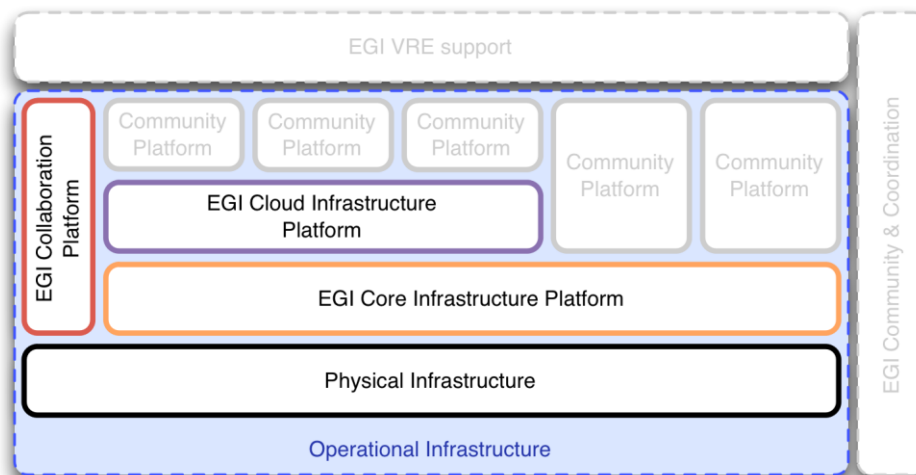 EGI VRE support
EGI Collaboration
Platform
Community
Platform
Community
Platform
Community
Platform
Community
Platform
Community
Platform
EGI Cloud Infrastructure
Platform
EGI Core Infrastructure Platform
Physical Infrastructure
Operational Infrastructure
EGI Community & Coordination